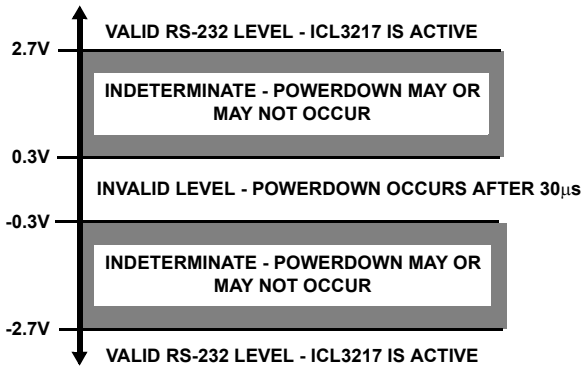 VALID RS-232 LEVEL - ICL3217 IS ACTIVE
2.7V
INDETERMINATE - POWERDOWN MAY OR
MAY NOT OCCUR
0.3V
INVALID LEVEL - POWERDOWN OCCURS AFTER 30μs
-0.3V
INDETERMINATE - POWERDOWN MAY OR
MAY NOT OCCUR
-2.7V
VALID RS-232 LEVEL - ICL3217 IS ACTIVE